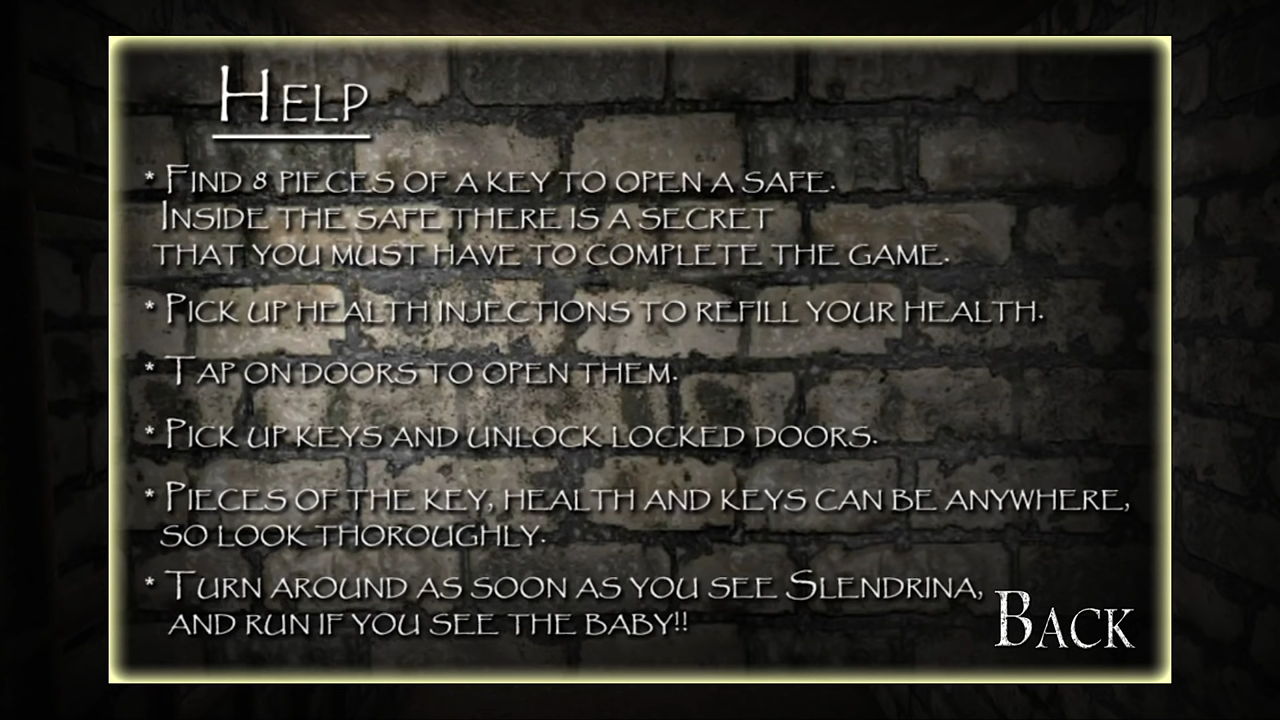 Help
* Find 8 pieces of a key to open a safe.
Inside the safe there is a secret
that you must have to complete the game.
* Pick up health injections to refill your health.
* Tap on doors to open them.
* Pick up keys and unlock locked doors.
* Pieces of the key, health and keys can be anywhere,
so look thoroughly.
* Turn around as soon as you see Slendrina,
and run if you see the baby!!
Back